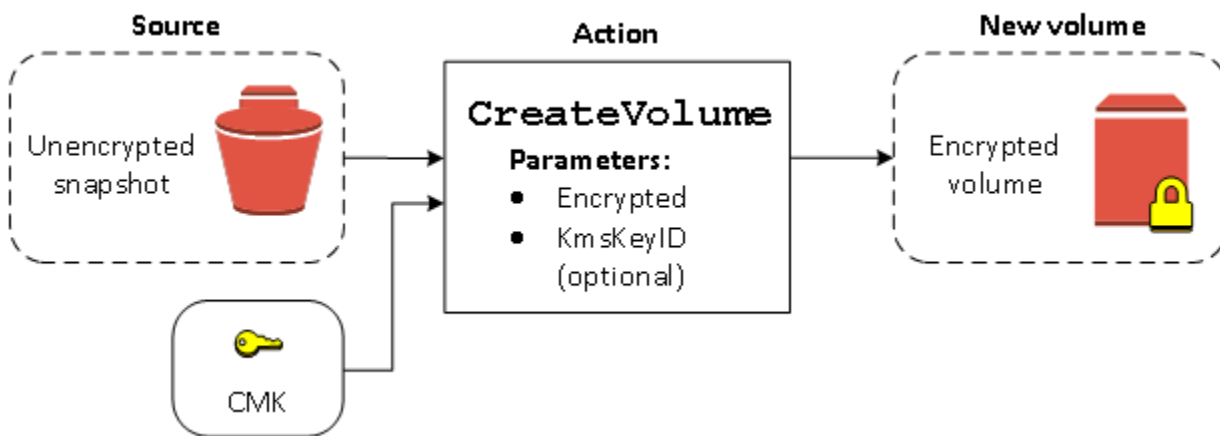 Source
Unencrypted
snapshot
CMK
Action
CreateVolume
Parameters:
● Encrypted
● KmsKeyID
(optional)
New volume
Encrypted
volume